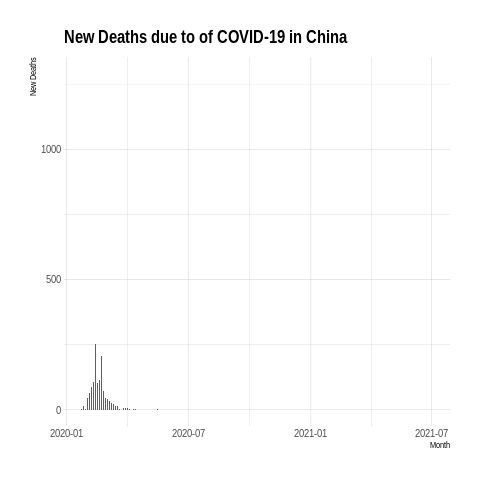 New Deaths due to of COVID-19 in China
New Deaths
1000
500
0
2020-01 2020-07 2021-01 2021-07
Month